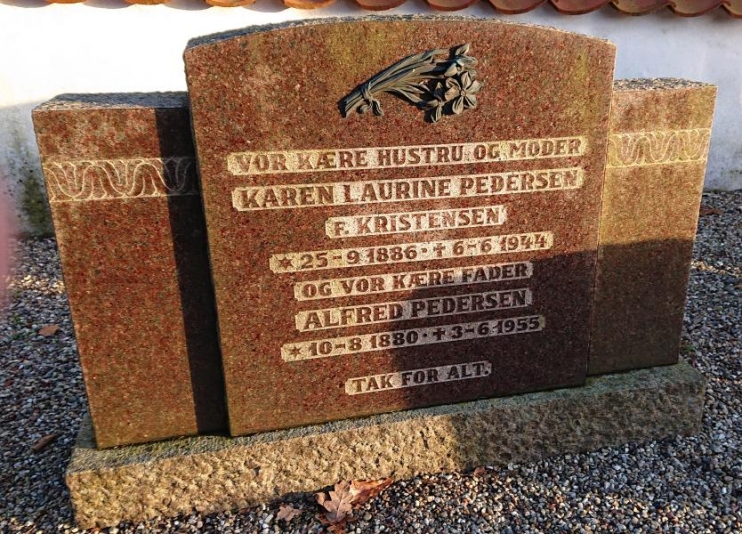 VOR KÆRE HUSTRU OG MODER
KAREN LAURINE PEDERSEN
F. KRISTENSEN
* 25-9 1886 · † 6-6 1944
OG VOR KÆRE FADER
ALFRED PEDERSEN
* 10-8 1880 · † 3-6 1955
TAK FOR ALT.